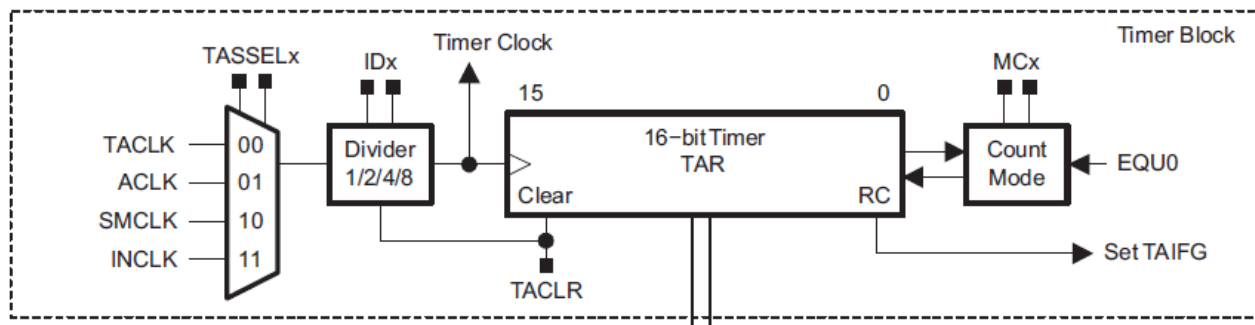 Timer Block
Timer Clock
TASSELx
IDx
MCx
15
0
TACLK
00
ACLK
01
SMCLK
10
INCLK
11
Divider
1/2/4/8
16−bit Timer
TAR
Clear
RC
Count
Mode
EQU0
Set TAIFG
TACLR